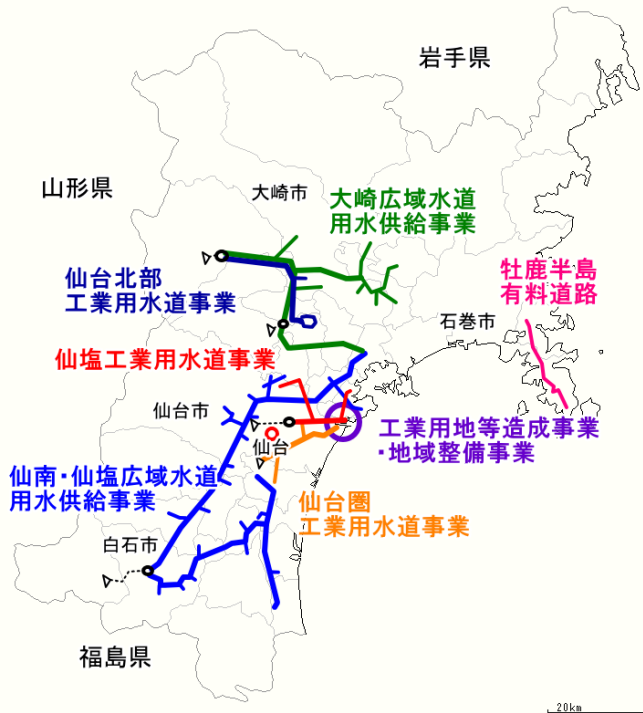 岩手県
山形県
大崎市
大崎広域水道
用水供給事業
仙台北部
工業用水道事業
牡鹿半島
有料道路
石巻市
仙塩工業用水道事業
仙台市
仙台
工業用地等造成事業
・地域整備事業
仙南・仙塩広域水道
用水供給事業
仙台圏
工業用水道事業
白石市
福島県
20km